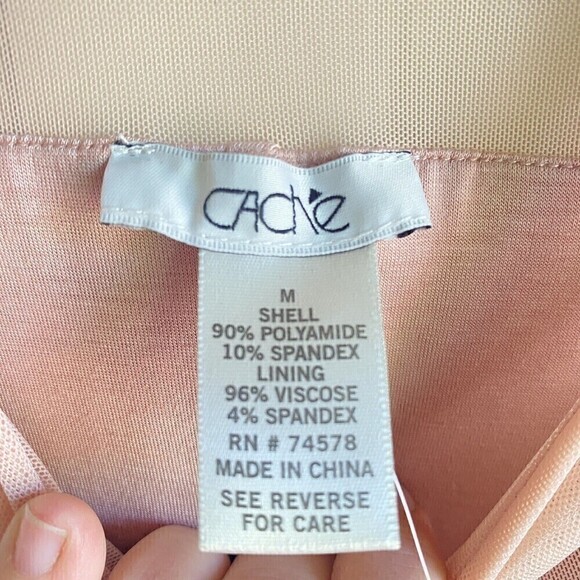 CACHÉ
M
SHELL
90% POLYAMIDE
10% SPANDEX
LINING
96% VISCOSE
4% SPANDEX
RN # 74578
MADE IN CHINA
SEE REVERSE
FOR CARE